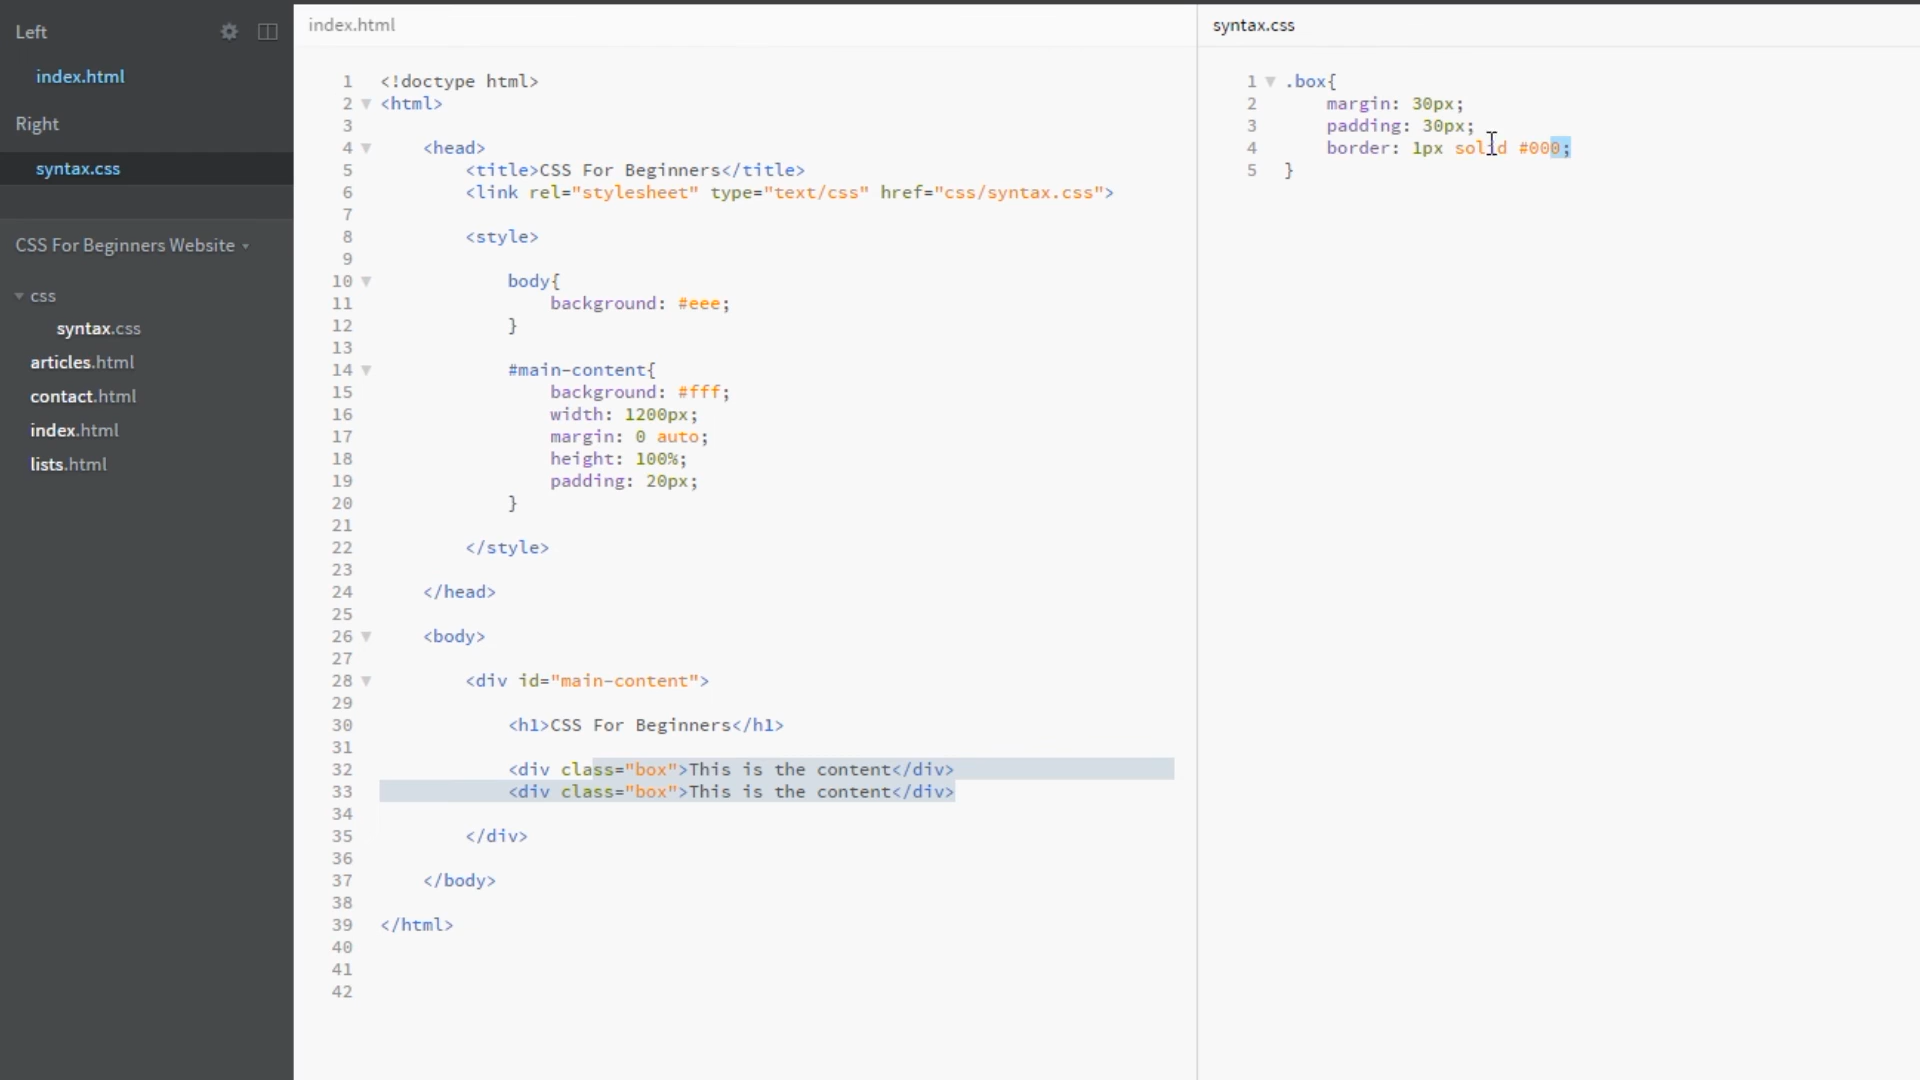 Left
index.html
Right
syntax.css
CSS For Beginners Website
css
syntax.css
articles.html
contact.html
index.html
lists.html
index.html
1 <!doctype html>
2 <html>
3
4 <head>
5 <title>CSS For Beginners</title>
6 <link rel="stylesheet" type="text/css" href="css/syntax.css">
7
8 <style>
9
10 body{
11 background: #eee;
12 }
13
14 #main-content{
15 background: #fff;
16 width: 1200px;
17 margin: 0 auto;
18 height: 100%;
19 padding: 20px;
20 }
21
22 </style>
23
24 </head>
25
26 <body>
27
28 <div id="main-content">
29
30 <h1>CSS For Beginners</h1>
31
32 <div class="box">This is the content</div>
33 <div class="box">This is the content</div>
34
35 </div>
36
37 </body>
38
39 </html>
40
41
42
syntax.css
1 .box{
2 margin: 30px;
3 padding: 30px;
4 border: 1px solid #000;
5 }